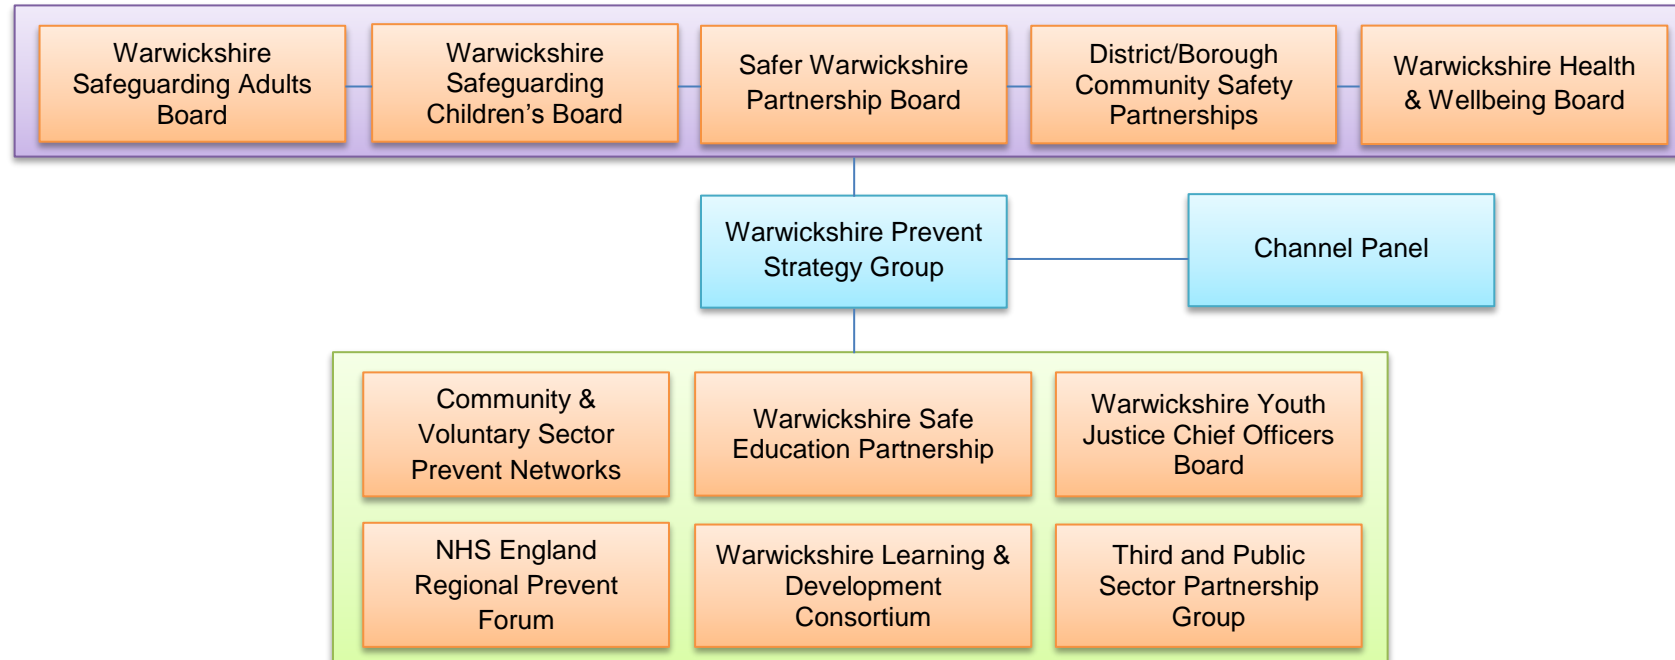 Warwickshire
Safeguarding Adults
Board
Warwickshire
Safeguarding
Children’s Board
Safer Warwickshire
Partnership Board
District/Borough
Community Safety
Partnerships
Warwickshire Health
& Wellbeing Board
Warwickshire Prevent
Strategy Group
Channel Panel
Community &
Voluntary Sector
Prevent Networks
Warwickshire Safe
Education Partnership
Warwickshire Youth
Justice Chief Officers
Board
NHS England
Regional Prevent
Forum
Warwickshire Learning &
Development
Consortium
Third and Public
Sector Partnership
Group